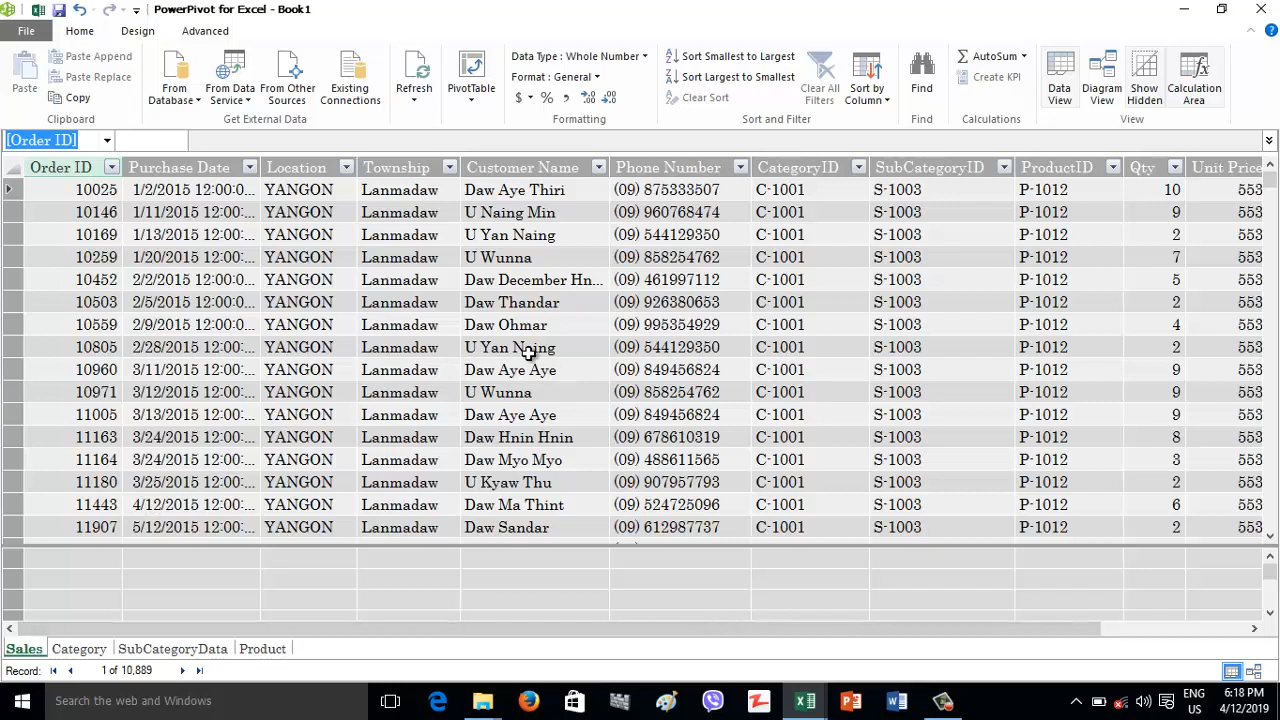 PowerPivot for Excel - Book1
File Home Design Advanced
Paste Paste Append Paste Replace Copy Clipboard
From Database From Data Service From Other Sources Existing Connections Get External Data
Refresh PivotTable
Data Type : Whole Number Format : General $ % , .00 .0 Formatting
Sort Smallest to Largest Sort Largest to Smallest Clear Sort Clear All Filters Sort by Column Sort and Filter
Find Find
AutoSum Create KPI Calculations
Data View Diagram View Show Hidden Calculation Area View
[Order ID]
Order ID Purchase Date Location Township Customer Name Phone Number CategoryID SubCategoryID ProductID Qty Unit Price
10025 1/2/2015 12:00:0... YANGON Lanmadaw Daw Aye Thiri (09) 875333507 C-1001 S-1003 P-1012 10 553
10146 1/11/2015 12:00:... YANGON Lanmadaw U Naing Min (09) 960768474 C-1001 S-1003 P-1012 9 553
10169 1/13/2015 12:00:... YANGON Lanmadaw U Yan Naing (09) 544129350 C-1001 S-1003 P-1012 2 553
10259 1/20/2015 12:00:... YANGON Lanmadaw U Wunna (09) 858254762 C-1001 S-1003 P-1012 7 553
10452 2/2/2015 12:00:0... YANGON Lanmadaw Daw December Hn... (09) 461997112 C-1001 S-1003 P-1012 5 553
10503 2/5/2015 12:00:0... YANGON Lanmadaw Daw Thandar (09) 926380653 C-1001 S-1003 P-1012 2 553
10559 2/9/2015 12:00:0... YANGON Lanmadaw Daw Ohmar (09) 995354929 C-1001 S-1003 P-1012 4 553
10805 2/28/2015 12:00:... YANGON Lanmadaw U Yan Naing (09) 544129350 C-1001 S-1003 P-1012 2 553
10960 3/11/2015 12:00:... YANGON Lanmadaw Daw Aye Aye (09) 849456824 C-1001 S-1003 P-1012 9 553
10971 3/12/2015 12:00:... YANGON Lanmadaw U Wunna (09) 858254762 C-1001 S-1003 P-1012 9 553
11005 3/13/2015 12:00:... YANGON Lanmadaw Daw Aye Aye (09) 849456824 C-1001 S-1003 P-1012 9 553
11163 3/24/2015 12:00:... YANGON Lanmadaw Daw Hnin Hnin (09) 678610319 C-1001 S-1003 P-1012 8 553
11164 3/24/2015 12:00:... YANGON Lanmadaw Daw Myo Myo (09) 488611565 C-1001 S-1003 P-1012 3 553
11180 3/25/2015 12:00:... YANGON Lanmadaw U Kyaw Thu (09) 907957793 C-1001 S-1003 P-1012 2 553
11443 4/12/2015 12:00:... YANGON Lanmadaw Daw Ma Thint (09) 524725096 C-1001 S-1003 P-1012 6 553
11907 5/12/2015 12:00:... YANGON Lanmadaw Daw Sandar (09) 612987737 C-1001 S-1003 P-1012 2 553
Sales Category SubCategoryData Product
Record: 1 of 10,889
Search the web and Windows
ENG US 6:18 PM 4/12/2019